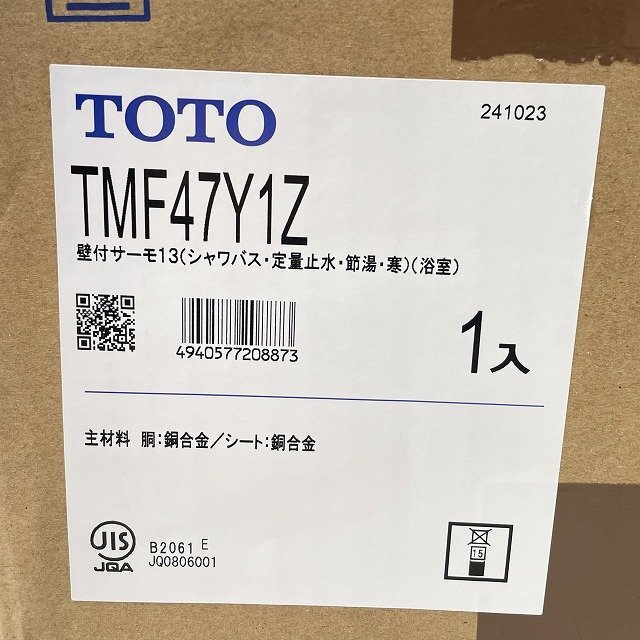 TOTO
241023
TMF47Y1Z
壁付サーモ13(シャワバス・定量止水・節湯・寒)(浴室)
4940577208873
1入
主材料 胴:銅合金/シート:銅合金
JIS
JQA
B2061 E
JQ0806001
15